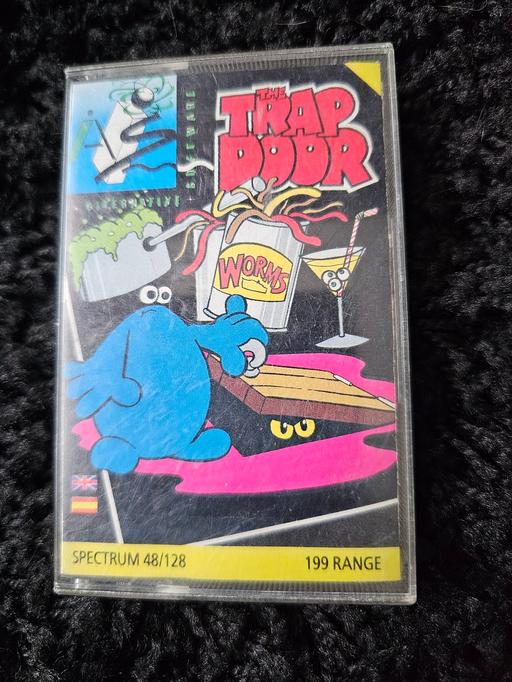 THE
TRAP
DOOR
SOFTWARE
ALTERNATIVE
WORMS
SPECTRUM 48/128
199 RANGE